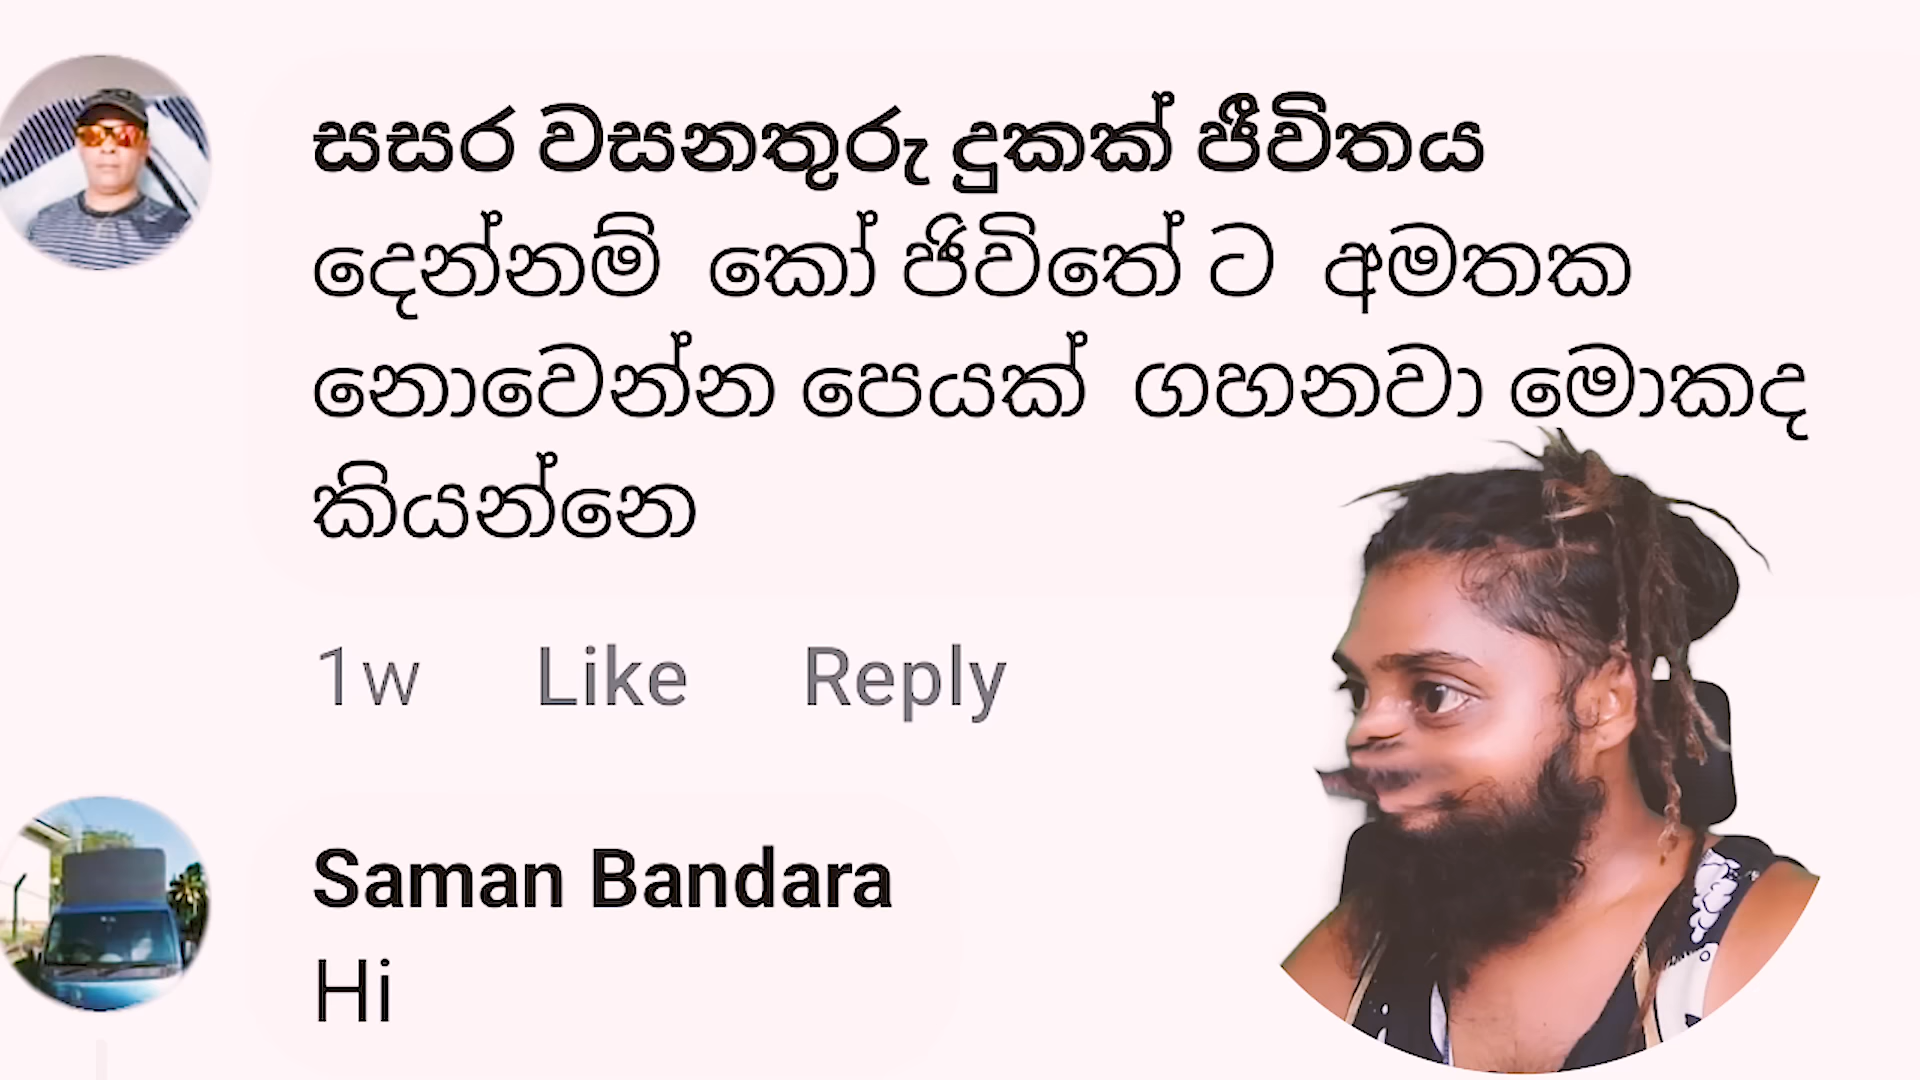 සසර වසනතුරු දුකක් ජීවිතය
දෙන්නම් කෝ ජිවිතේ ට අමතක
නොවෙන්න පෙයක් ගහනවා මොකද
කියන්නෙ
1w Like Reply
Saman Bandara
Hi